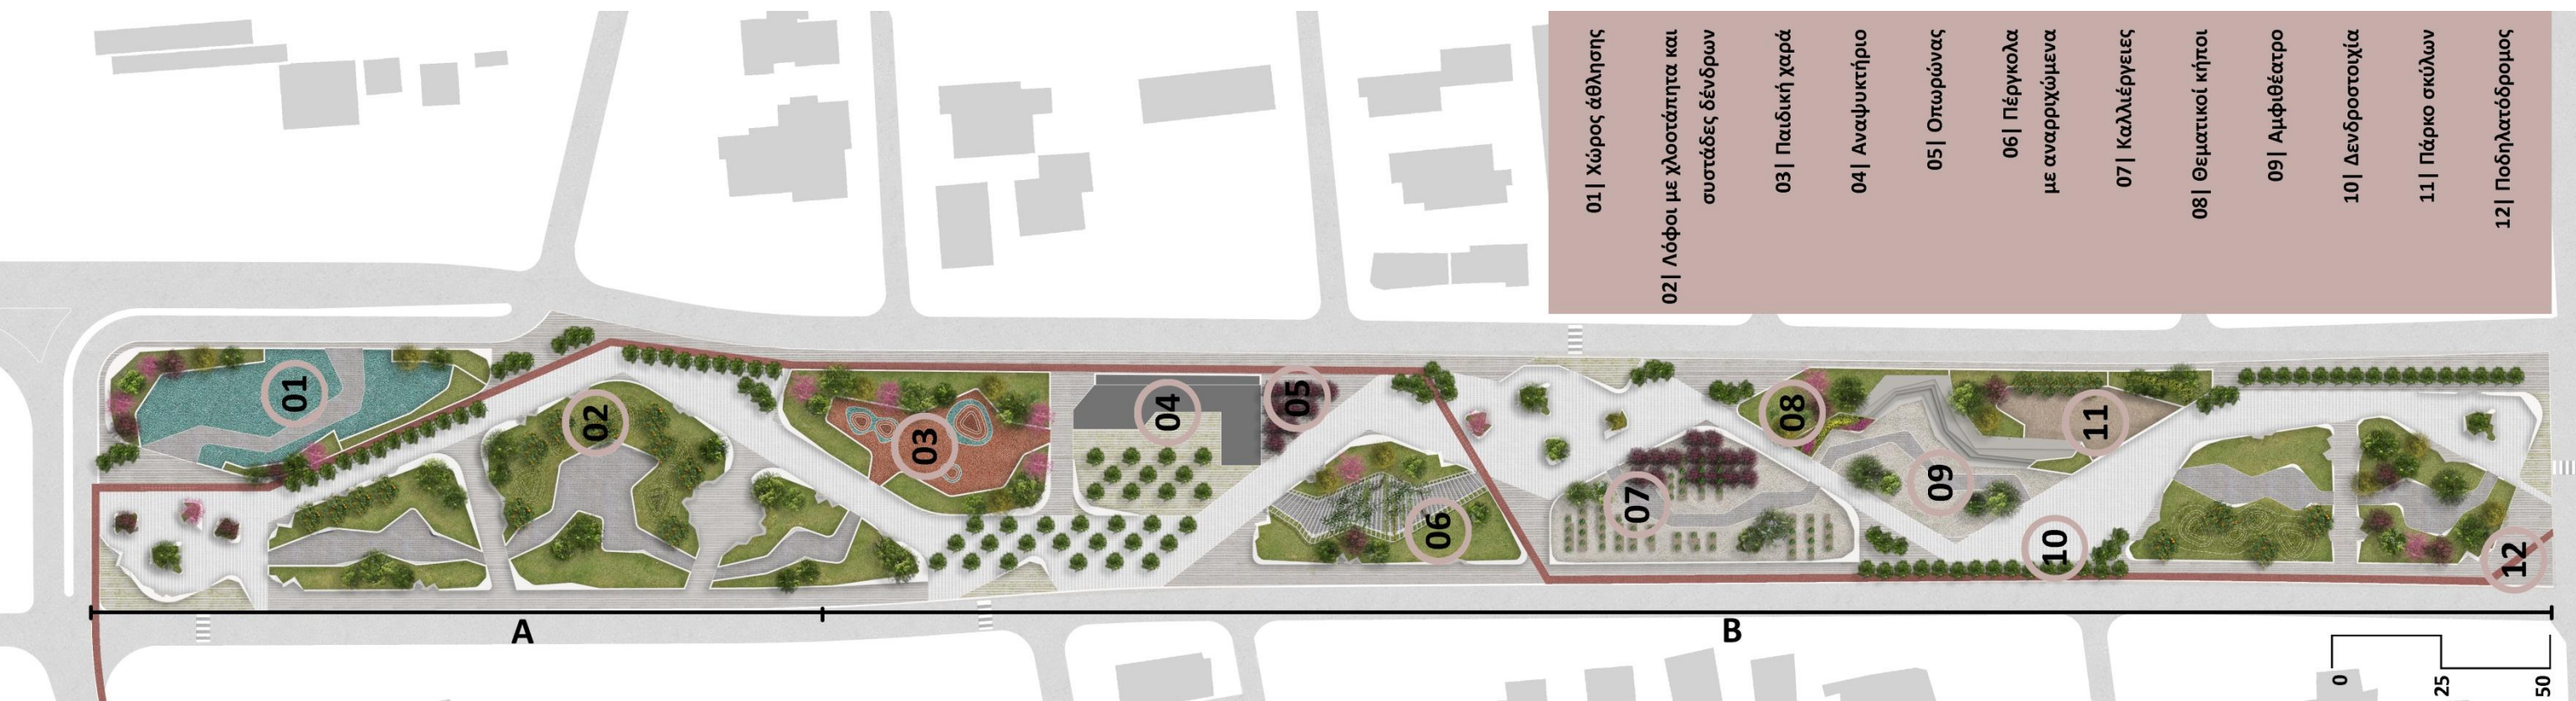 01| Χώρος άθλησης
02| Λόφοι με χλοοτάπητα και
συστάδες δένδρων
03| Παιδική χαρά
04| Αναψυκτήριο
05| Οπωρώνας
06| Πέργκολα
με αναρριχώμενα
07| Καλλιέργειες
08| Θεματικοί κήποι
09| Αμφιθέατρο
10| Δενδροστοιχία
11| Πάρκο σκύλων
12| Ποδηλατόδρομος
01
02
03
04
05
06
07
08
09
10
11
12
A
B
0
25
50